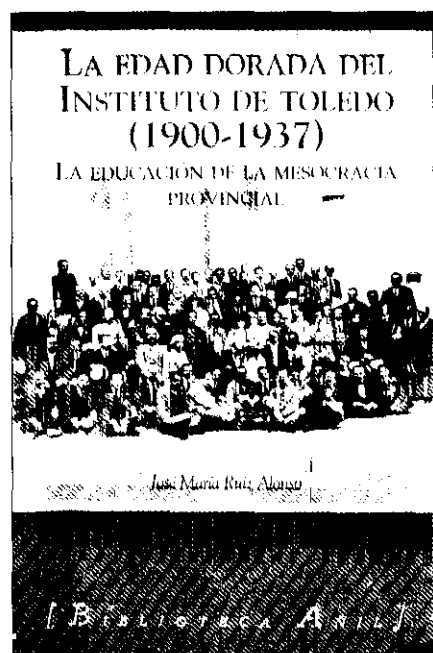 LA EDAD DORADA DEL
INSTITUTO DE TOLEDO
(1900-1937)
LA EDUCACIÓN DE LA MESOCRACIA
PROVINCIAL
José María Ruiz Alonso
[BIBLIOTECA AÑIL]